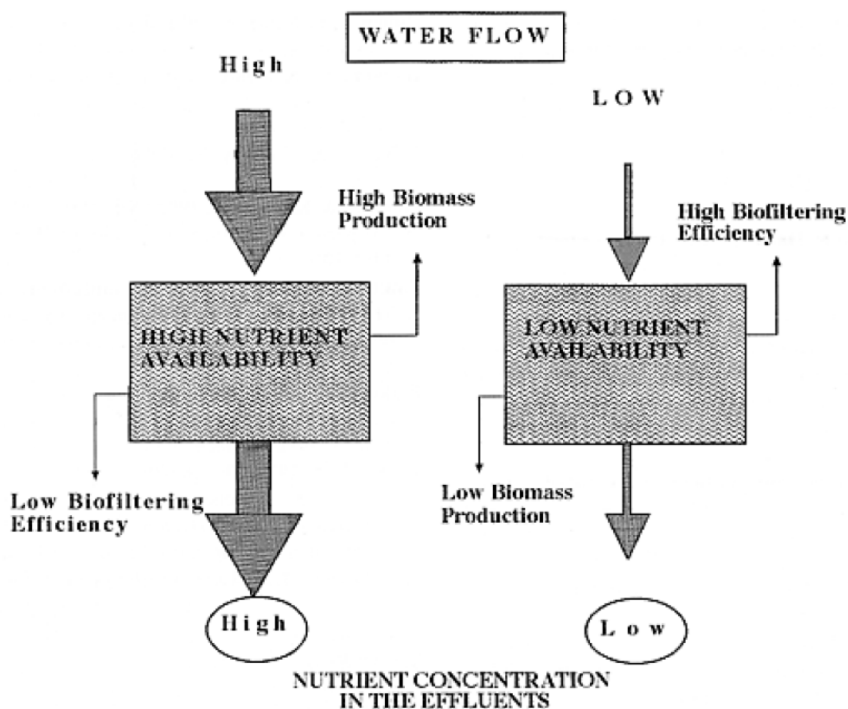 WATER FLOW
High
LOW
High Biomass
Production
High Biofiltering
Efficiency
HIGH NUTRIENT
AVAILABILITY
LOW NUTRIENT
AVAILABILITY
Low Biofiltering
Efficiency
Low Biomass
Production
High
Low
NUTRIENT CONCENTRATION
IN THE EFFLUENTS